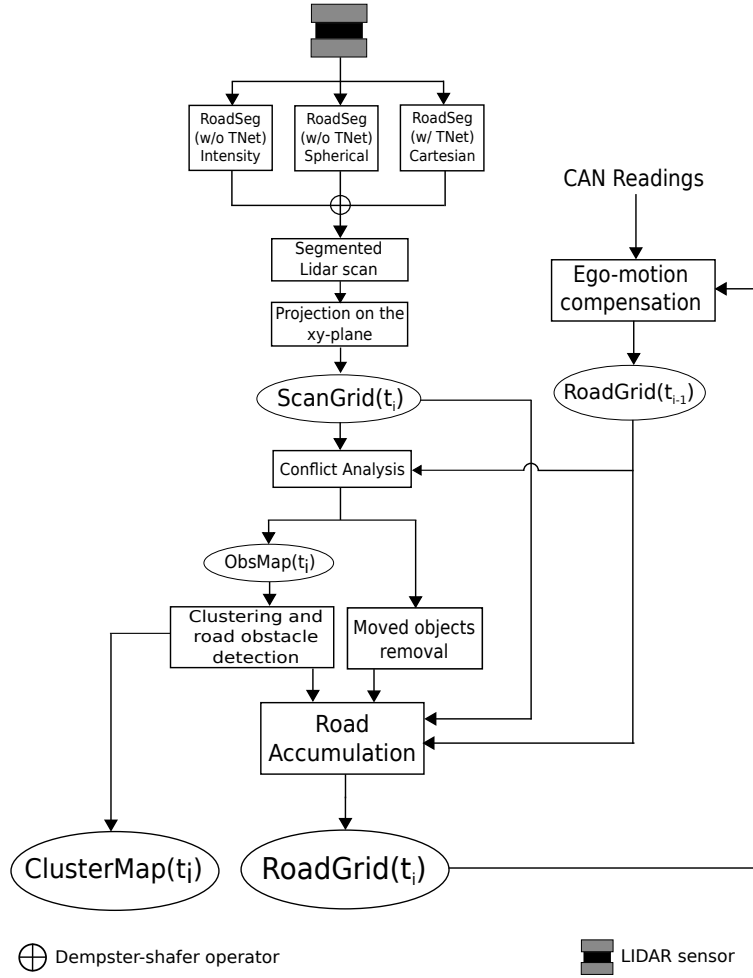 RoadSeg
(w/o TNet)
Intensity
RoadSeg
(w/o TNet)
Spherical
RoadSeg
(w/ TNet)
Cartesian
CAN Readings
Segmented
Lidar scan
Ego-motion
compensation
Projection on the
xy-plane
ScanGrid(tᵢ)
RoadGrid(tᵢ₋₁)
Conflict Analysis
ObsMap(ti)
Clustering and
road obstacle
detection
Moved objects
removal
Road
Accumulation
ClusterMap(ti)
RoadGrid(tᵢ)
Dempster-shafer operator
LIDAR sensor